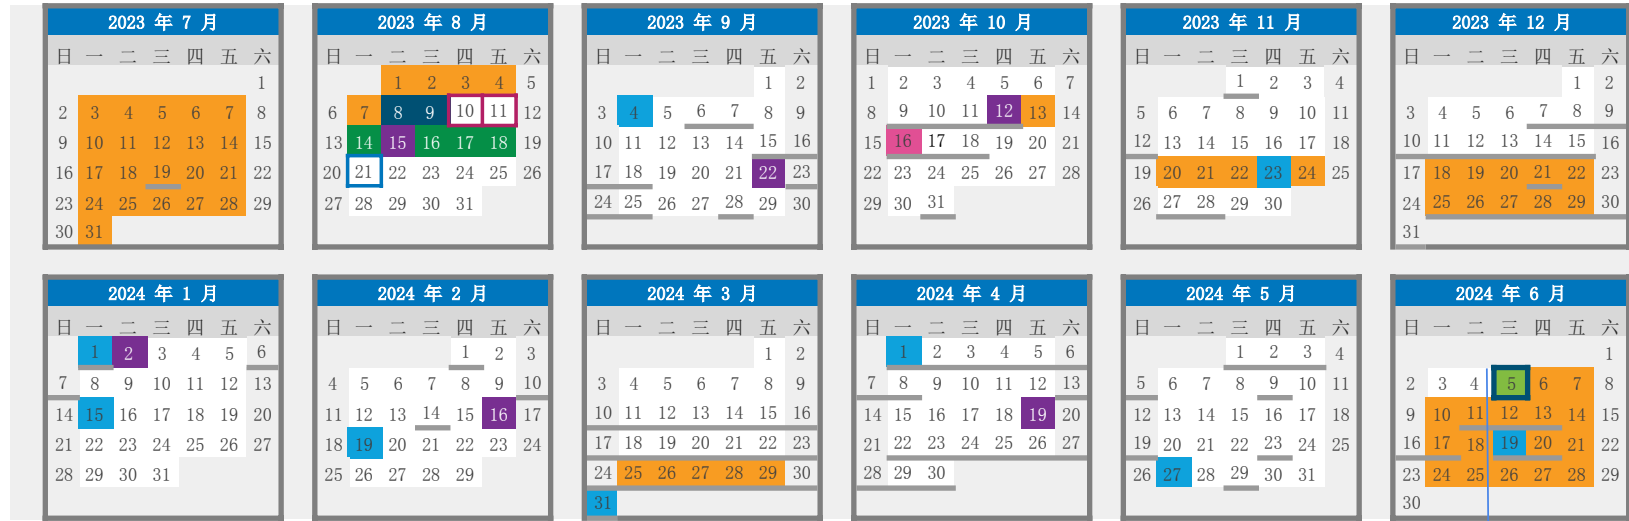 2023 年 7 月
日 一 二 三 四 五 六
1
2 3 4 5 6 7 8
9 10 11 12 13 14 15
16 17 18 19 20 21 22
23 24 25 26 27 28 29
30 31
2023 年 8 月
日 一 二 三 四 五 六
1 2 3 4 5
6 7 8 9 10 11 12
13 14 15 16 17 18 19
20 21 22 23 24 25 26
27 28 29 30 31
2023 年 9 月
日 一 二 三 四 五 六
1 2
3 4 5 6 7 8 9
10 11 12 13 14 15 16
17 18 19 20 21 22 23
24 25 26 27 28 29 30
2023 年 10 月
日 一 二 三 四 五 六
1 2 3 4 5 6 7
8 9 10 11 12 13 14
15 16 17 18 19 20 21
22 23 24 25 26 27 28
29 30 31
2023 年 11 月
日 一 二 三 四 五 六
1 2 3 4
5 6 7 8 9 10 11
12 13 14 15 16 17 18
19 20 21 22 23 24 25
26 27 28 29 30
2023 年 12 月
日 一 二 三 四 五 六
1 2
3 4 5 6 7 8 9
10 11 12 13 14 15 16
17 18 19 20 21 22 23
24 25 26 27 28 29 30
31
2024 年 1 月
日 一 二 三 四 五 六
1 2 3 4 5 6
7 8 9 10 11 12 13
14 15 16 17 18 19 20
21 22 23 24 25 26 27
28 29 30 31
2024 年 2 月
日 一 二 三 四 五 六
1 2 3
4 5 6 7 8 9 10
11 12 13 14 15 16 17
18 19 20 21 22 23 24
25 26 27 28 29
2024 年 3 月
日 一 二 三 四 五 六
1 2
3 4 5 6 7 8 9
10 11 12 13 14 15 16
17 18 19 20 21 22 23
24 25 26 27 28 29 30
31
2024 年 4 月
日 一 二 三 四 五 六
1 2 3 4 5 6
7 8 9 10 11 12 13
14 15 16 17 18 19 20
21 22 23 24 25 26 27
28 29 30
2024 年 5 月
日 一 二 三 四 五 六
1 2 3 4
5 6 7 8 9 10 11
12 13 14 15 16 17 18
19 20 21 22 23 24 25
26 27 28 29 30 31
2024 年 6 月
日 一 二 三 四 五 六
1
2 3 4 5 6 7 8
9 10 11 12 13 14 15
16 17 18 19 20 21 22
23 24 25 26 27 28 29
30